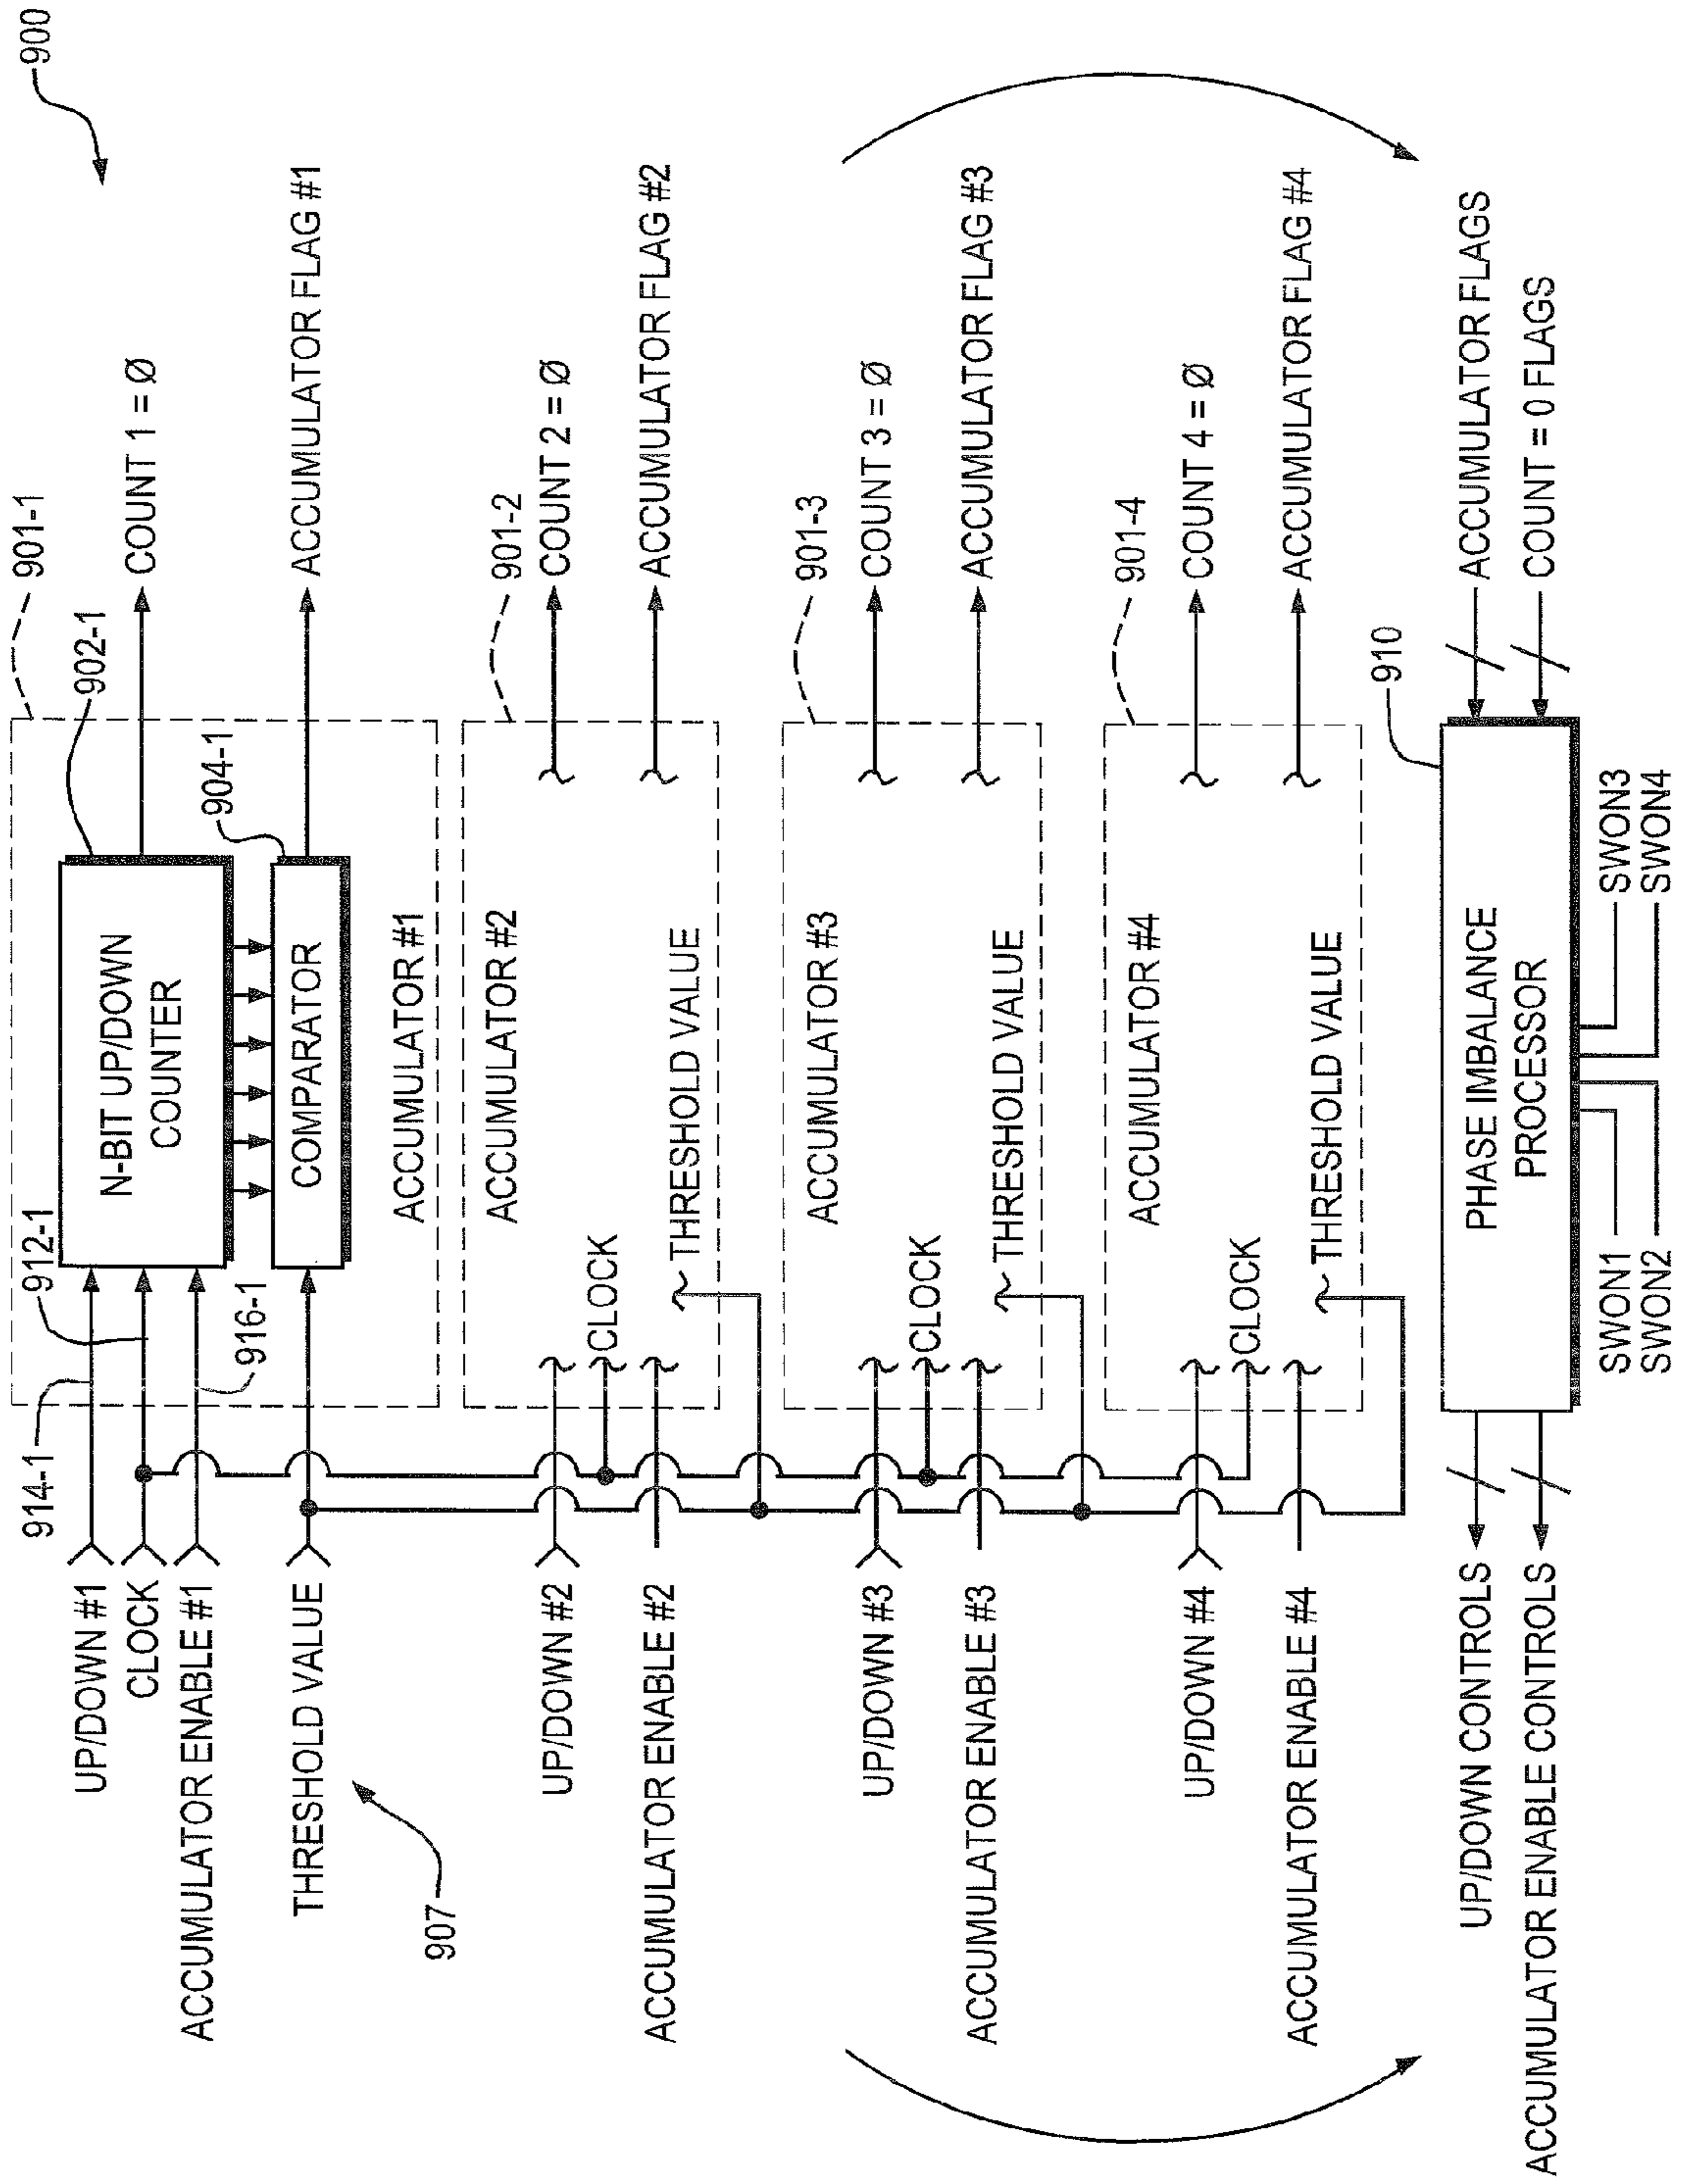 900
901-1
902-1
904-1
914-1
912-1
916-1
UP/DOWN #1
CLOCK
ACCUMULATOR ENABLE #1
THRESHOLD VALUE
907
N-BIT UP/DOWN
COUNTER
COMPARATOR
ACCUMULATOR #1
COUNT 1 = Ø
ACCUMULATOR FLAG #1
901-2
UP/DOWN #2
ACCUMULATOR ENABLE #2
ACCUMULATOR #2
CLOCK
THRESHOLD VALUE
COUNT 2 = Ø
ACCUMULATOR FLAG #2
901-3
UP/DOWN #3
ACCUMULATOR ENABLE #3
ACCUMULATOR #3
CLOCK
THRESHOLD VALUE
COUNT 3 = Ø
ACCUMULATOR FLAG #3
901-4
UP/DOWN #4
ACCUMULATOR ENABLE #4
ACCUMULATOR #4
CLOCK
THRESHOLD VALUE
COUNT 4 = Ø
ACCUMULATOR FLAG #4
910
UP/DOWN CONTROLS
ACCUMULATOR ENABLE CONTROLS
PHASE IMBALANCE
PROCESSOR
ACCUMULATOR FLAGS
COUNT = 0 FLAGS
SWON1
SWON2
SWON3
SWON4